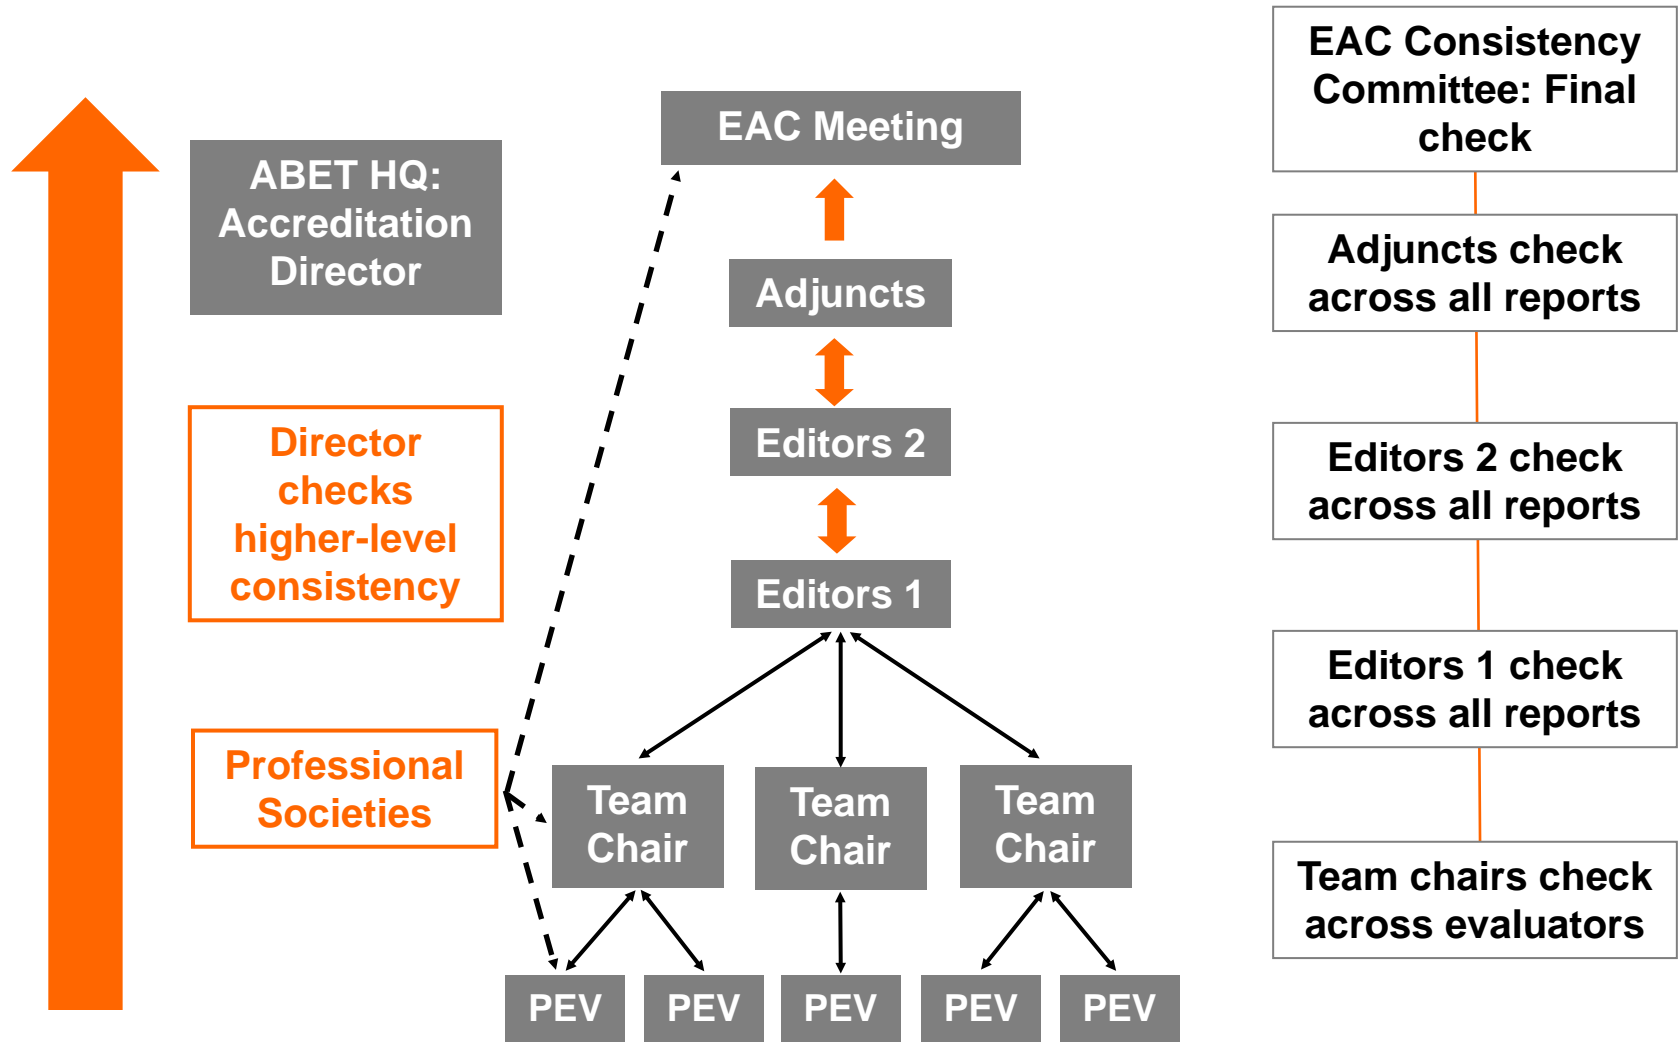 ABET HQ:
Accreditation
Director
Director
checks
higher-level
consistency
Professional
Societies
EAC Meeting
Adjuncts
Editors 2
Editors 1
Team
Chair
Team
Chair
Team
Chair
PEV
PEV
PEV
PEV
PEV
EAC Consistency
Committee: Final
check
Adjuncts check
across all reports
Editors 2 check
across all reports
Editors 1 check
across all reports
Team chairs check
across evaluators